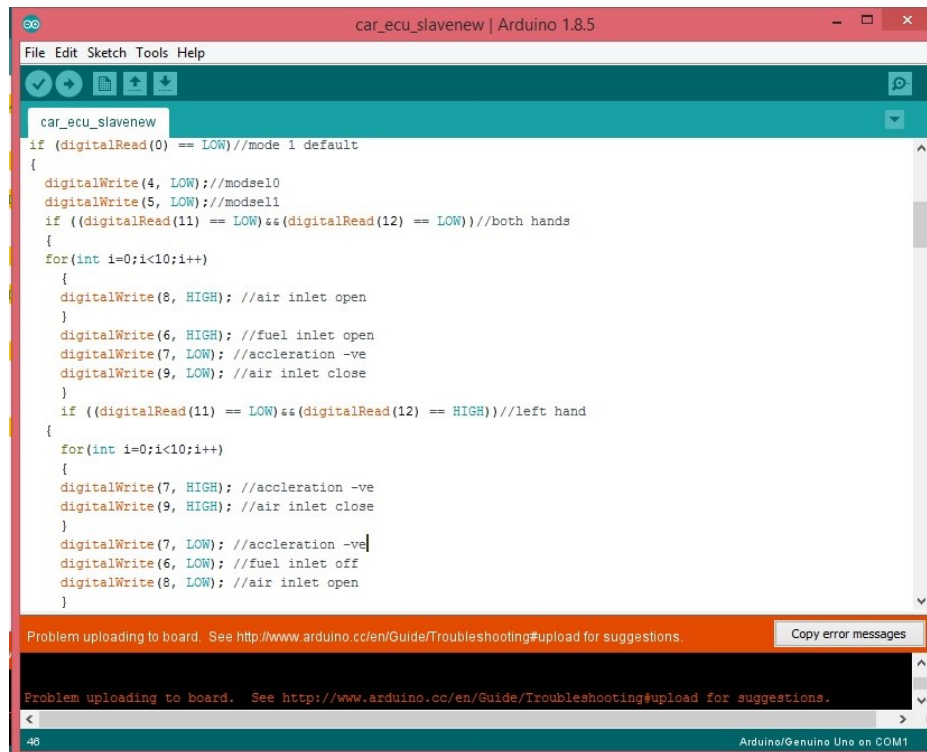 car_ecu_slavenew | Arduino 1.8.5
File Edit Sketch Tools Help
car_ecu_slavenew
if (digitalRead(0) == LOW)//mode 1 default
{
digitalWrite(4, LOW);//modsel0
digitalWrite(5, LOW);//modsel1
if ((digitalRead(11) == LOW)&&(digitalRead(12) == LOW))//both hands
{
for(int i=0;i<10;i++)
{
digitalWrite(8, HIGH); //air inlet open
}
digitalWrite(6, HIGH); //fuel inlet open
digitalWrite(7, LOW); //accleration -ve
digitalWrite(9, LOW); //air inlet close
}
if ((digitalRead(11) == LOW)&&(digitalRead(12) == HIGH))//left hand
{
for(int i=0;i<10;i++)
{
digitalWrite(7, HIGH); //accleration -ve
digitalWrite(9, HIGH); //air inlet close
}
digitalWrite(7, LOW); //accleration -ve
digitalWrite(6, LOW); //fuel inlet off
digitalWrite(8, LOW); //air inlet open
}
Problem uploading to board. See http://www.arduino.cc/en/Guide/Troubleshooting#upload for suggestions.
Copy error messages
Problem uploading to board. See http://www.arduino.cc/en/Guide/Troubleshooting#upload for suggestions.
46
Arduino/Genuino Uno on COM1